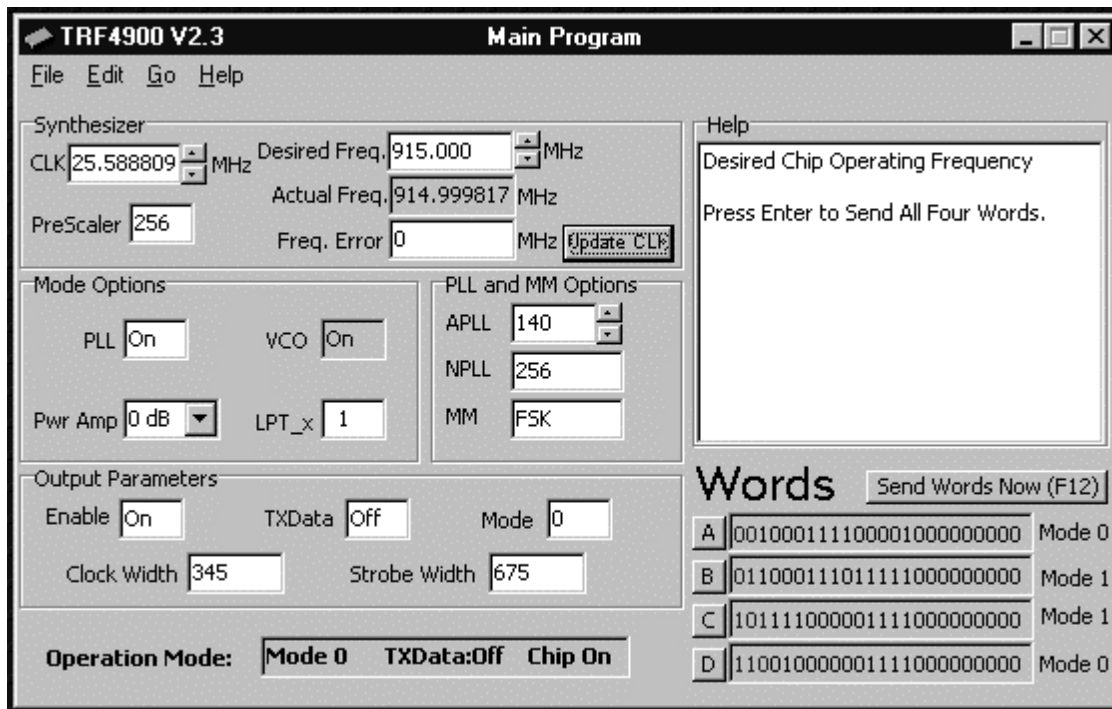 TRF4900 V2.3 Main Program
File Edit Go Help
Synthesizer
CLK 25.588809 MHz
Desired Freq. 915.000 MHz
Actual Freq. 914.999817 MHz
PreScaler 256
Freq. Error 0 MHz Update CLK
Mode Options
PLL On VCO On
Pwr Amp 0 dB LPT_x 1
PLL and MM Options
APLL 140
NPLL 256
MM FSK
Output Parameters
Enable On TXData Off Mode 0
Clock Width 345 Strobe Width 675
Operation Mode: Mode 0 TXData:Off Chip On
Help
Desired Chip Operating Frequency
Press Enter to Send All Four Words.
Words Send Words Now (F12)
A 001000111100001000000000 Mode 0
B 011000111011111000000000 Mode 1
C 101111000001111000000000 Mode 1
D 110010000001111000000000 Mode 0